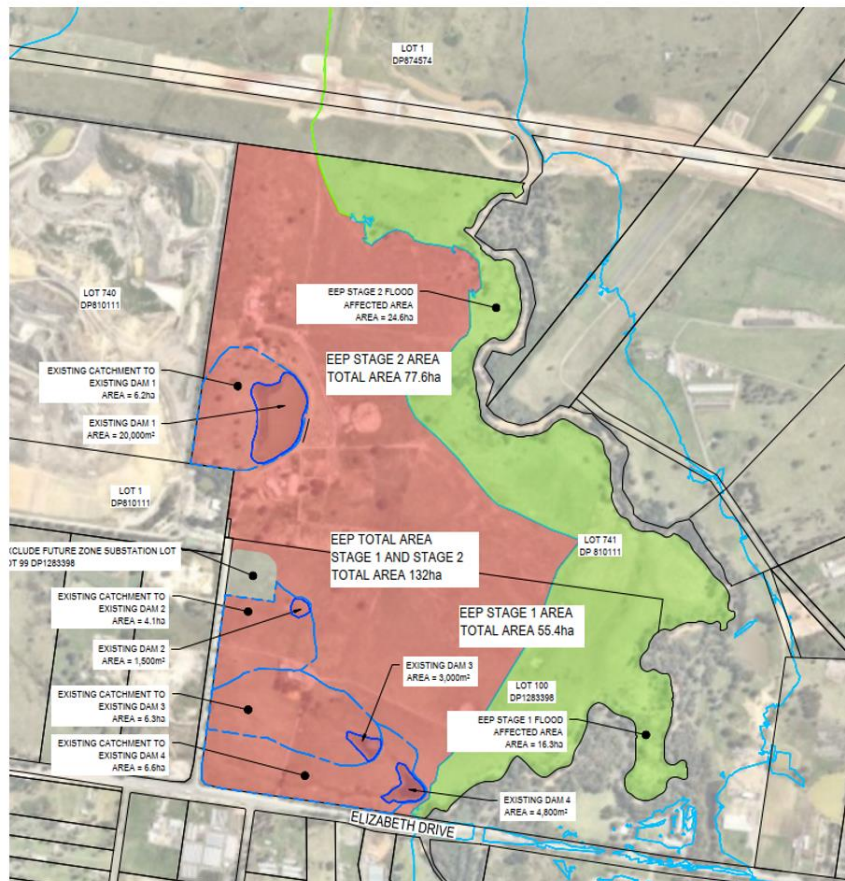 LOT 1
DP874574
LOT 740
DP810111
EEP STAGE 2 FLOOD
AFFECTED AREA
AREA = 24.6ha
EEP STAGE 2 AREA
TOTAL AREA 77.6ha
EXISTING CATCHMENT TO
EXISTING DAM 1
AREA = 6.2ha
EXISTING DAM 1
AREA = 20,000m²
LOT 1
DP810111
EEP TOTAL AREA
STAGE 1 AND STAGE 2
TOTAL AREA 132ha
LOT 741
DP 810111
XCLUDE FUTURE ZONE SUBSTATION LOT
OT 99 DP1283398
EXISTING CATCHMENT TO
EXISTING DAM 2
AREA = 4.1ha
EEP STAGE 1 AREA
TOTAL AREA 55.4ha
EXISTING DAM 2
AREA = 1,500m²
EXISTING DAM 3
AREA = 3,000m²
EXISTING CATCHMENT TO
EXISTING DAM 3
AREA = 6.3ha
LOT 100
DP1283398
EEP STAGE 1 FLOOD
AFFECTED AREA
AREA = 16.3ha
EXISTING CATCHMENT TO
EXISTING DAM 4
AREA = 6.6ha
EXISTING DAM 4
AREA = 4,800m²
ELIZABETH DRIVE